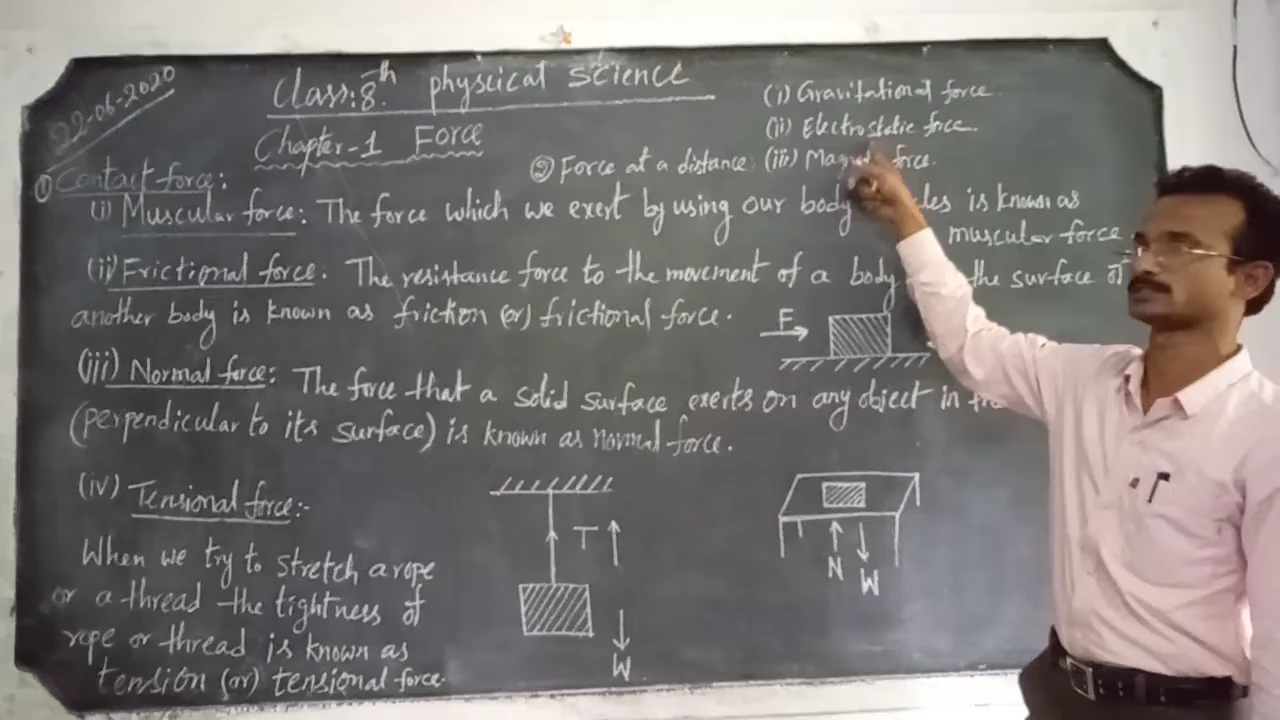 22-06-2020
Class: 8th physcical science
Chapter-1 Force
(i) Gravitational force.
(ii) Electrostatic force.
② Force at a distance: (iii) force.
① Contact force:
(i) Muscular force: The force which we exert by using our body is known as
muscular force.
(ii) Frictional force. The resistance force to the movement of a body the surface of
another body is known as friction (or) frictional force.
F
(iii) Normal force: The force that a solid surface exerts on any object in
(perpendicular to its surface) is known as normal force.
(iv) Tensional force:-
When we try to stretch a rope
or a thread the tightness of
rope or thread is known as
tension (or) tensional force.
T
W
N
W